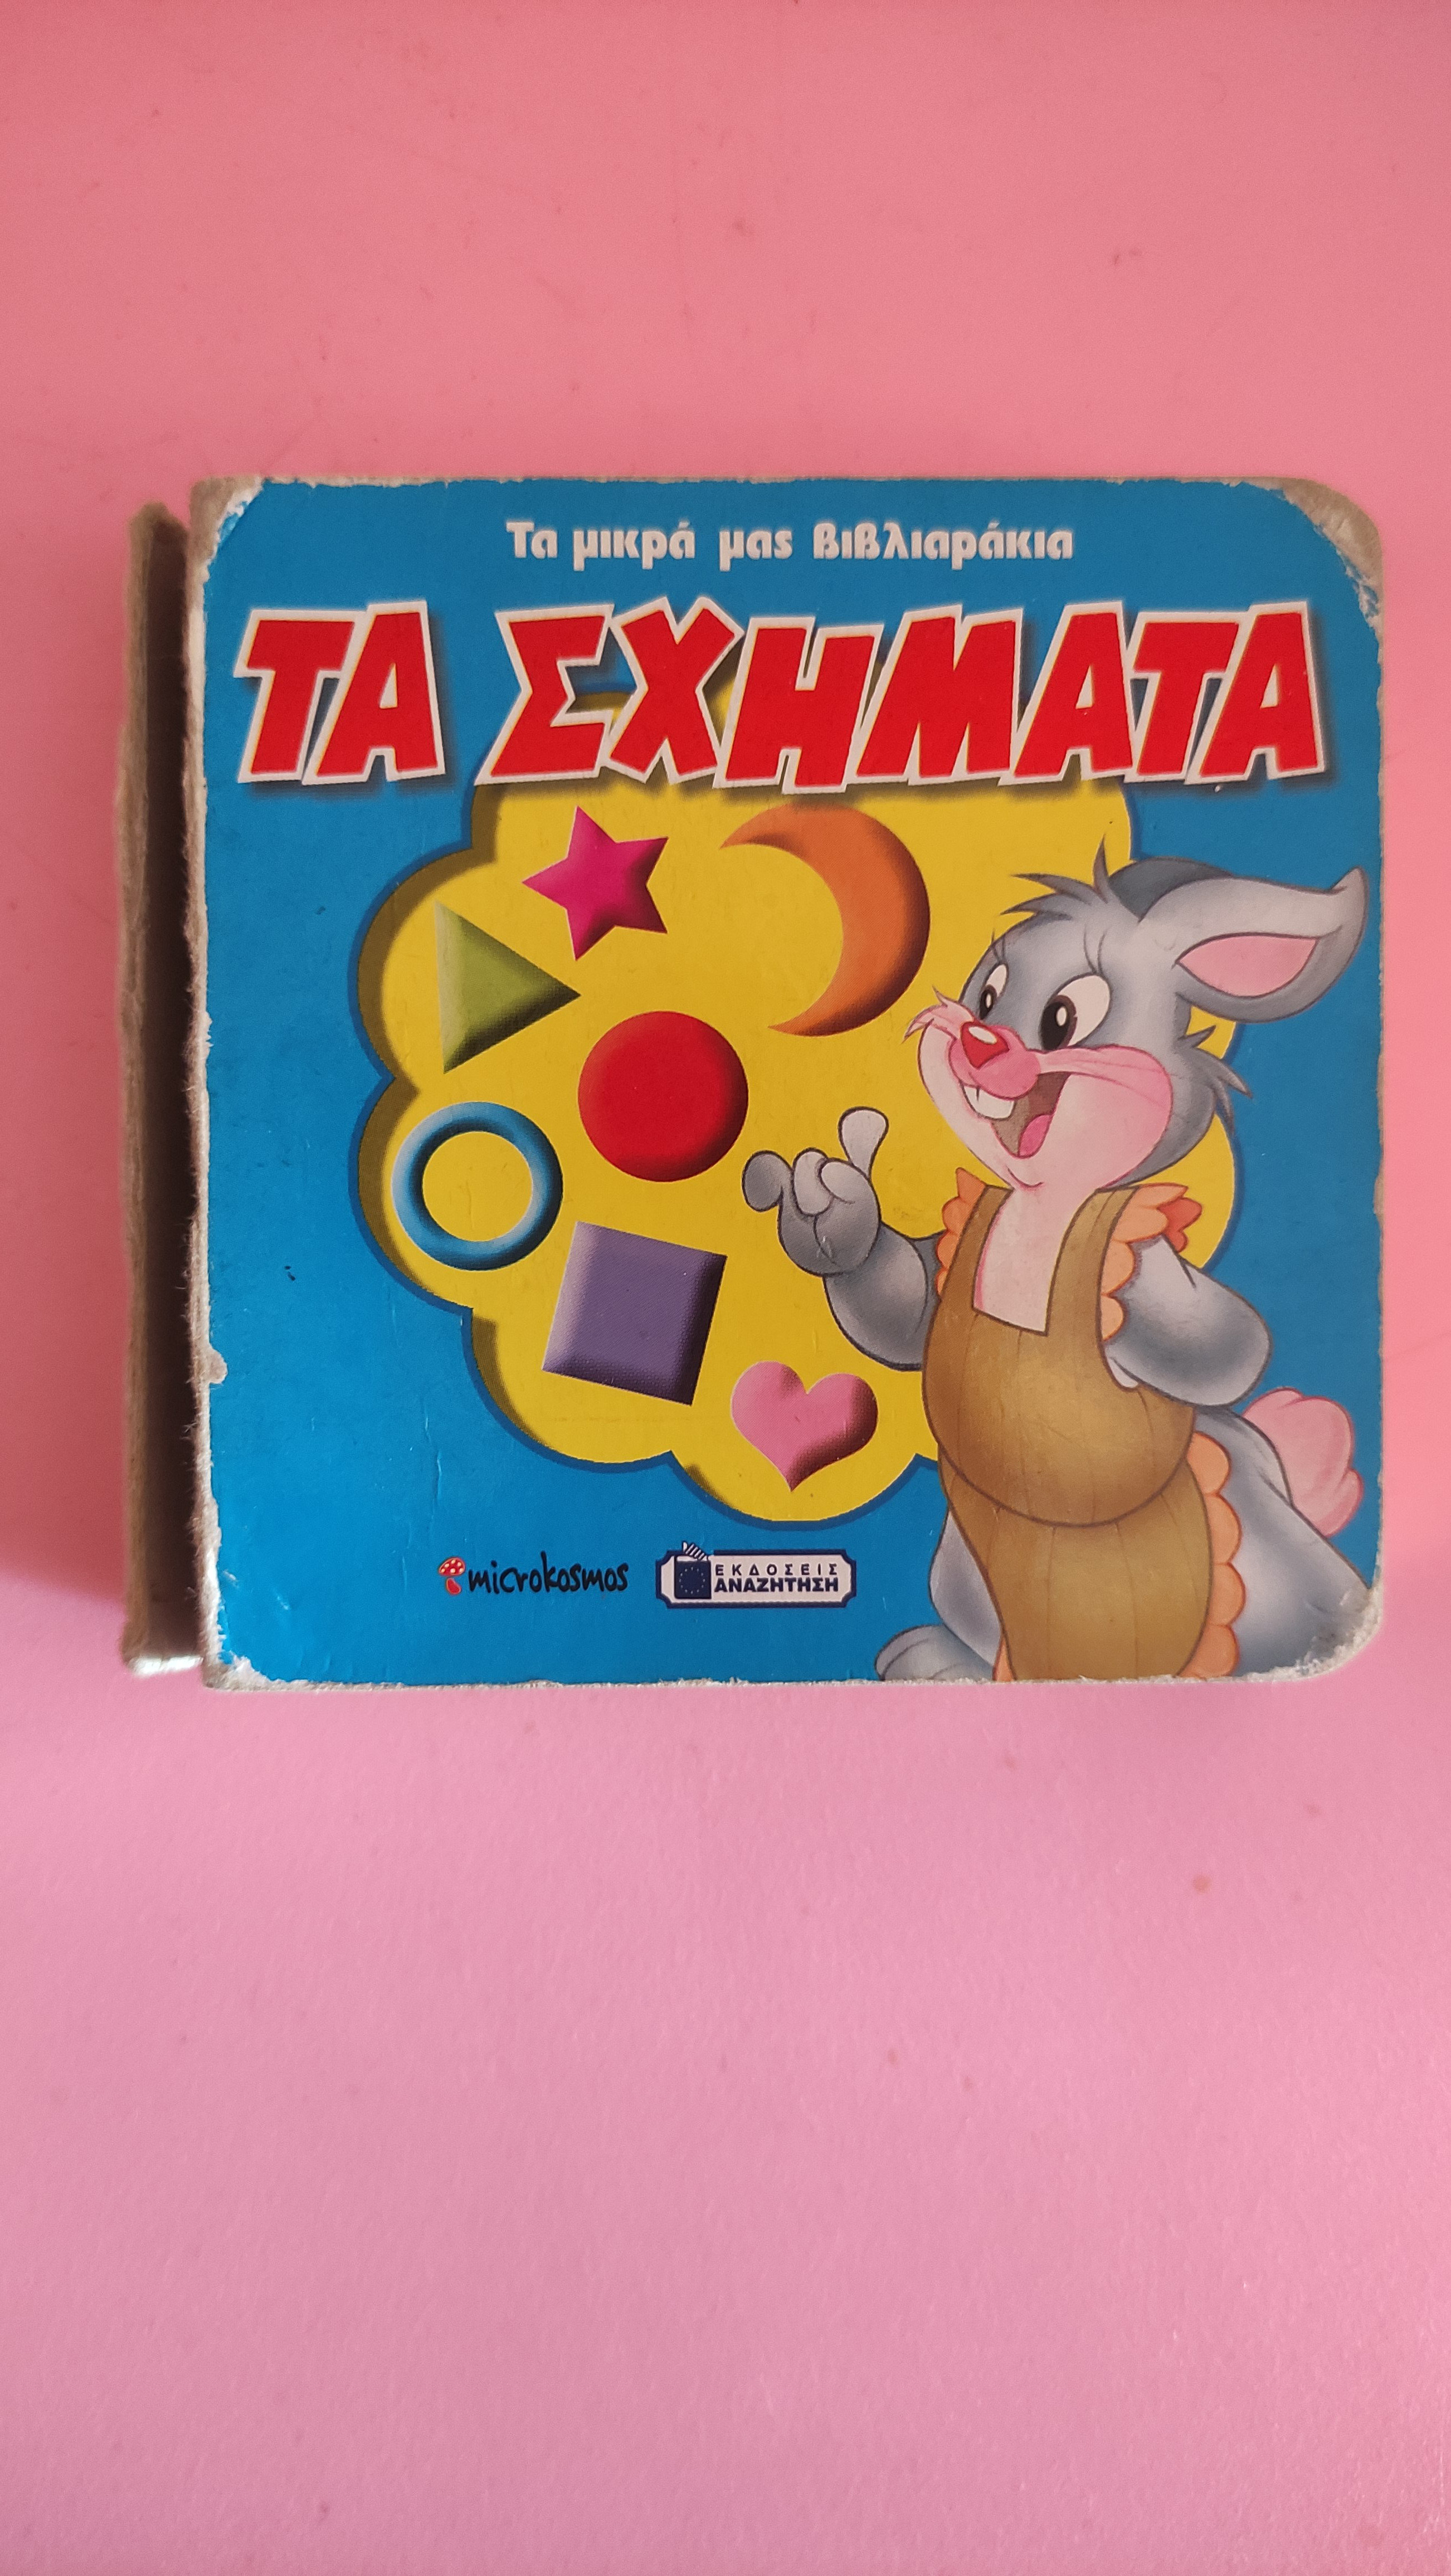 Τα μικρά μας βιβλιαράκια
ΤΑ ΣΧΗΜΑΤΑ
microkosmos
ΕΚΔΟΣΕΙΣ
ΑΝΑΖΗΤΗΣΗ